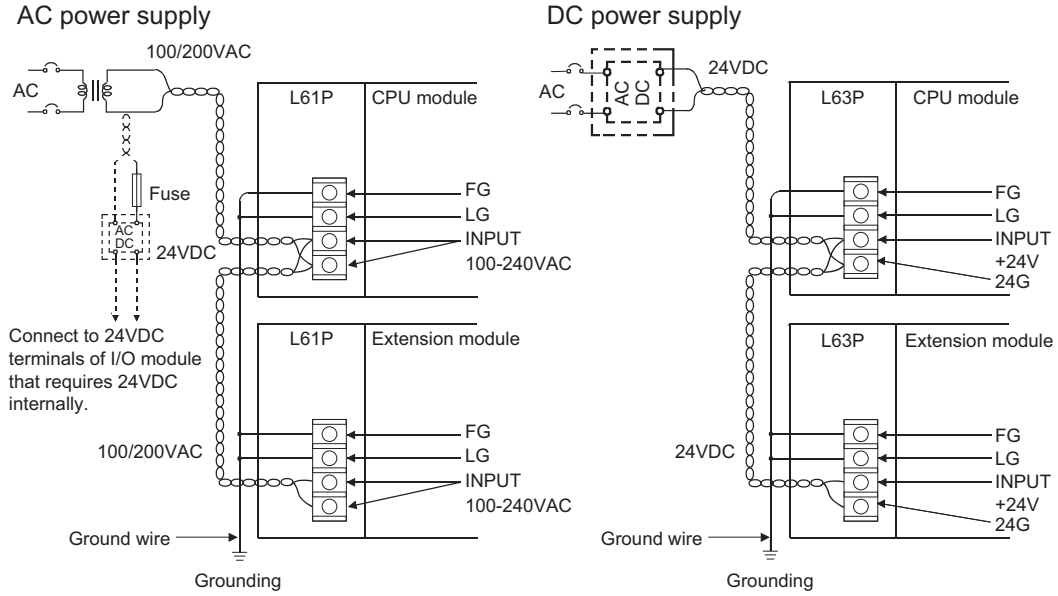 AC power supply
100/200VAC
AC
L61P
CPU module
Fuse
AC
DC
24VDC
FG
LG
INPUT
100-240VAC
Connect to 24VDC
terminals of I/O module
that requires 24VDC
internally.
L61P
Extension module
100/200VAC
FG
LG
INPUT
100-240VAC
Ground wire
Grounding
DC power supply
24VDC
AC
AC
DC
L63P
CPU module
FG
LG
INPUT
+24V
24G
L63P
Extension module
24VDC
FG
LG
INPUT
+24V
24G
Ground wire
Grounding